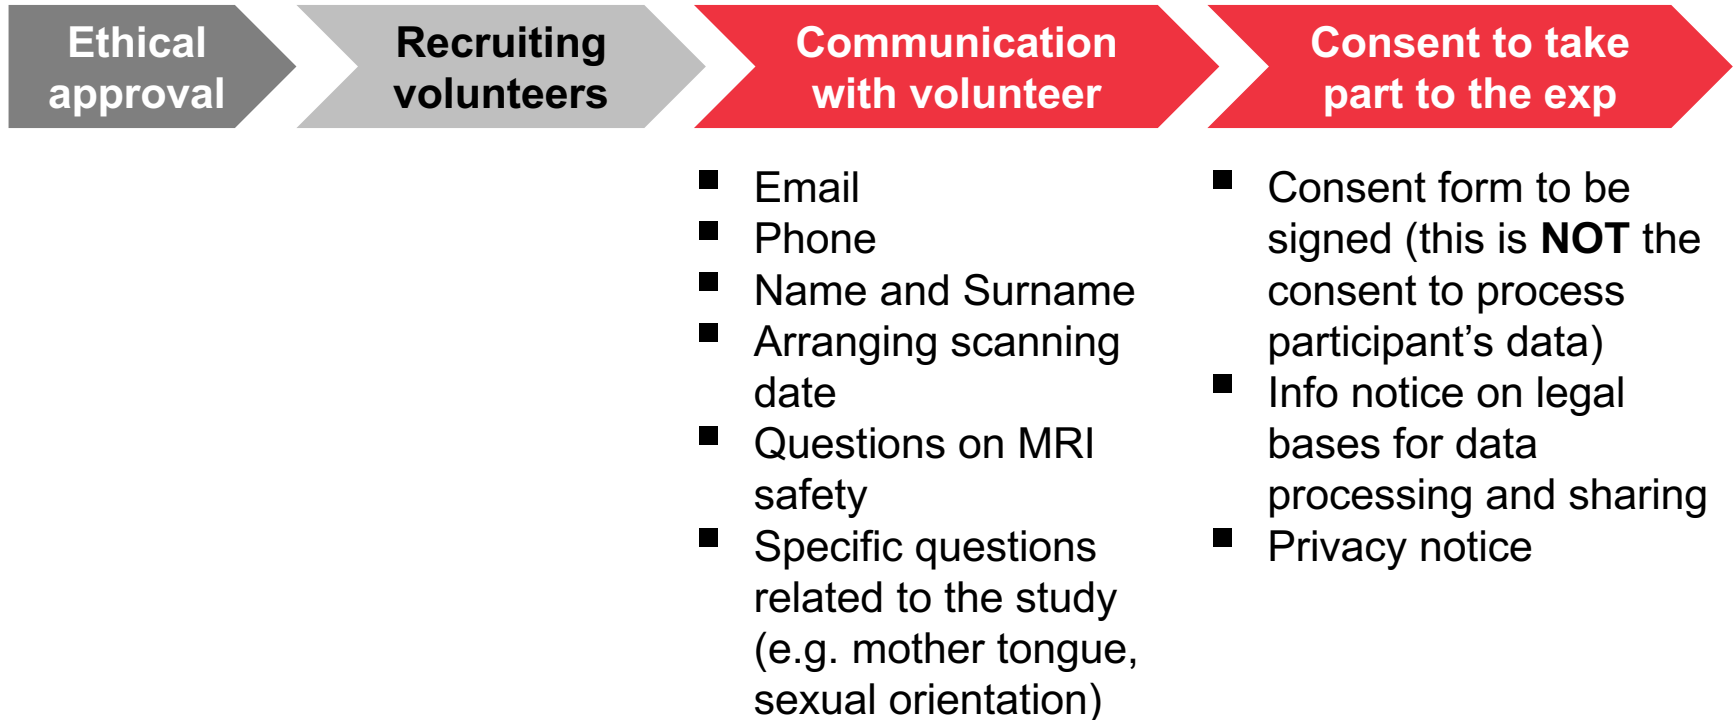 Ethical
approval
Recruiting
volunteers
Communication
with volunteer
Consent to take
part to the exp
■ Email
■ Phone
■ Name and Surname
■ Arranging scanning
date
■ Questions on MRI
safety
■ Specific questions
related to the study
(e.g. mother tongue,
sexual orientation)
■ Consent form to be
signed (this is NOT the
consent to process
participant’s data)
■ Info notice on legal
bases for data
processing and sharing
■ Privacy notice